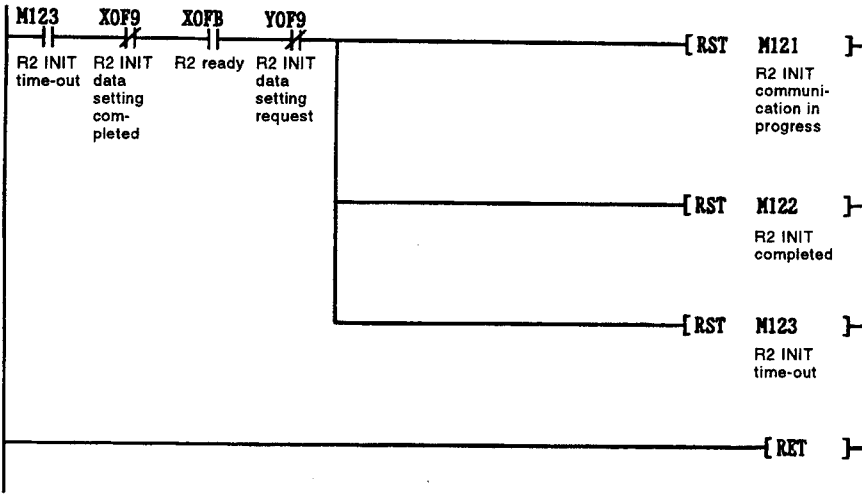 M123 X0F9 X0FB Y0F9
[ RST M121 ]
R2 INIT
time-out
R2 INIT
data
setting
com-
pleted
R2 ready
R2 INIT
data
setting
request
R2 INIT
communi-
cation in
progress
[ RST M122 ]
R2 INIT
completed
[ RST M123 ]
R2 INIT
time-out
[ RET ]